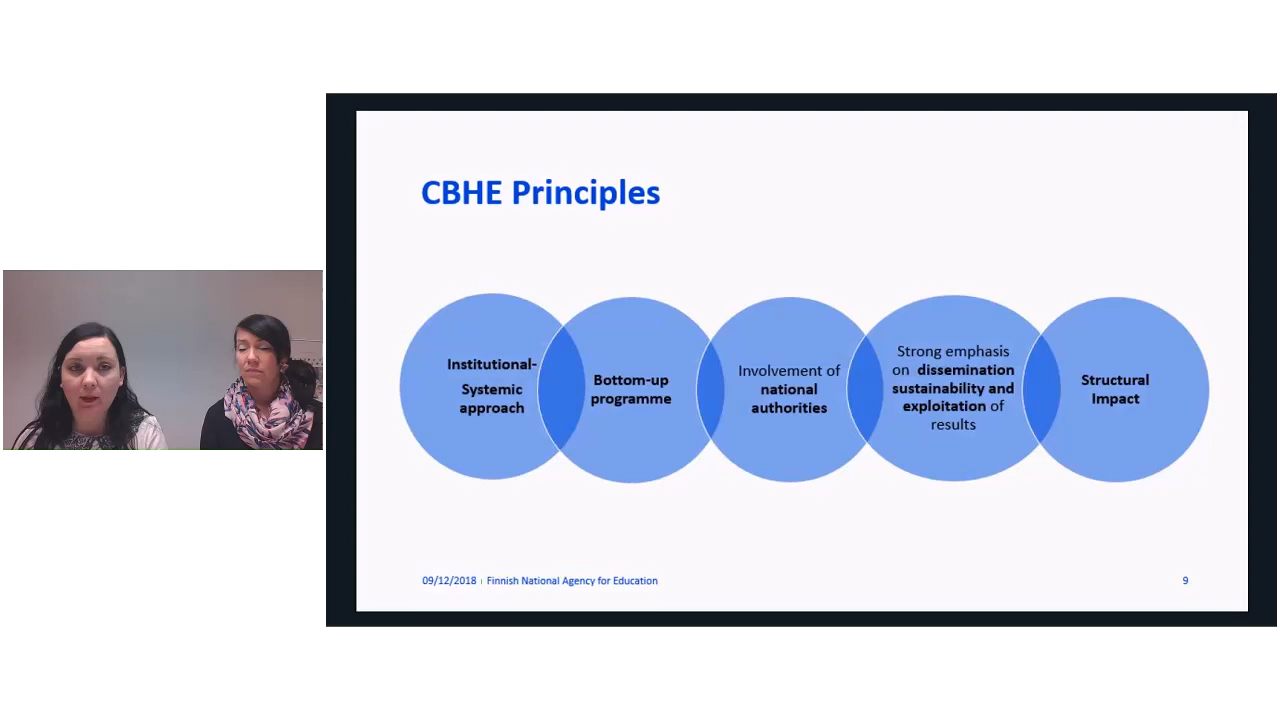 CBHE Principles
Institutional-
Systemic
approach
Bottom-up
programme
Involvement of
national
authorities
Strong emphasis
on dissemination
sustainability and
exploitation of
results
Structural
Impact
09/12/2018 | Finnish National Agency for Education
9